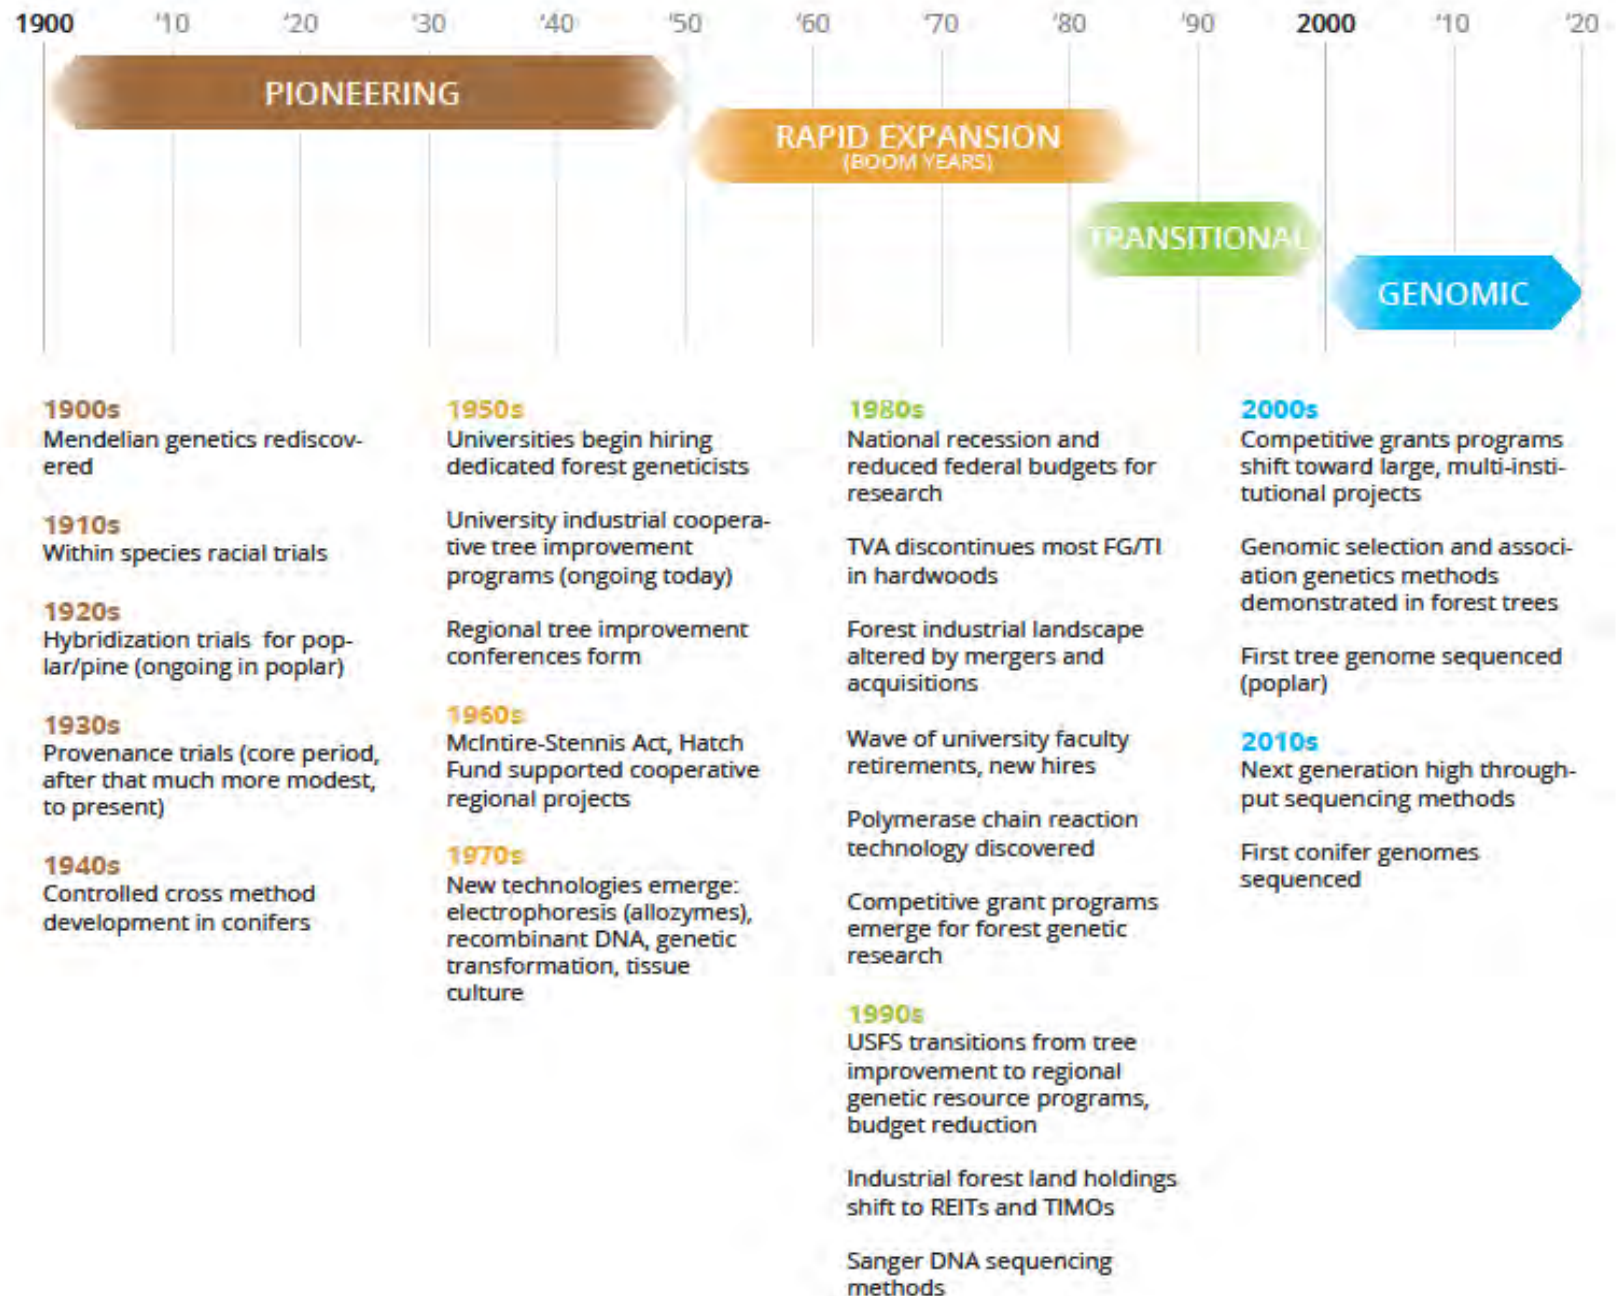 1900 '10 '20 '30 '40 '50 '60 '70 '80 '90 2000 '10 '20
PIONEERING
RAPID EXPANSION
(BOOM YEARS)
TRANSITIONAL
GENOMIC
1900s
Mendelian genetics rediscov-
ered
1910s
Within species racial trials
1920s
Hybridization trials for pop-
lar/pine (ongoing in poplar)
1930s
Provenance trials (core period,
after that much more modest,
to present)
1940s
Controlled cross method
development in conifers
1950s
Universities begin hiring
dedicated forest geneticists
University industrial coopera-
tive tree improvement
programs (ongoing today)
Regional tree improvement
conferences form
1960s
McIntire-Stennis Act, Hatch
Fund supported cooperative
regional projects
1970s
New technologies emerge:
electrophoresis (allozymes),
recombinant DNA, genetic
transformation, tissue
culture
1980s
National recession and
reduced federal budgets for
research
TVA discontinues most FG/TI
in hardwoods
Forest industrial landscape
altered by mergers and
acquisitions
Wave of university faculty
retirements, new hires
Polymerase chain reaction
technology discovered
Competitive grant programs
emerge for forest genetic
research
1990s
USFS transitions from tree
improvement to regional
genetic resource programs,
budget reduction
Industrial forest land holdings
shift to REITs and TIMOs
Sanger DNA sequencing
methods
2000s
Competitive grants programs
shift toward large, multi-insti-
tutional projects
Genomic selection and associ-
ation genetics methods
demonstrated in forest trees
First tree genome sequenced
(poplar)
2010s
Next generation high through-
put sequencing methods
First conifer genomes
sequenced